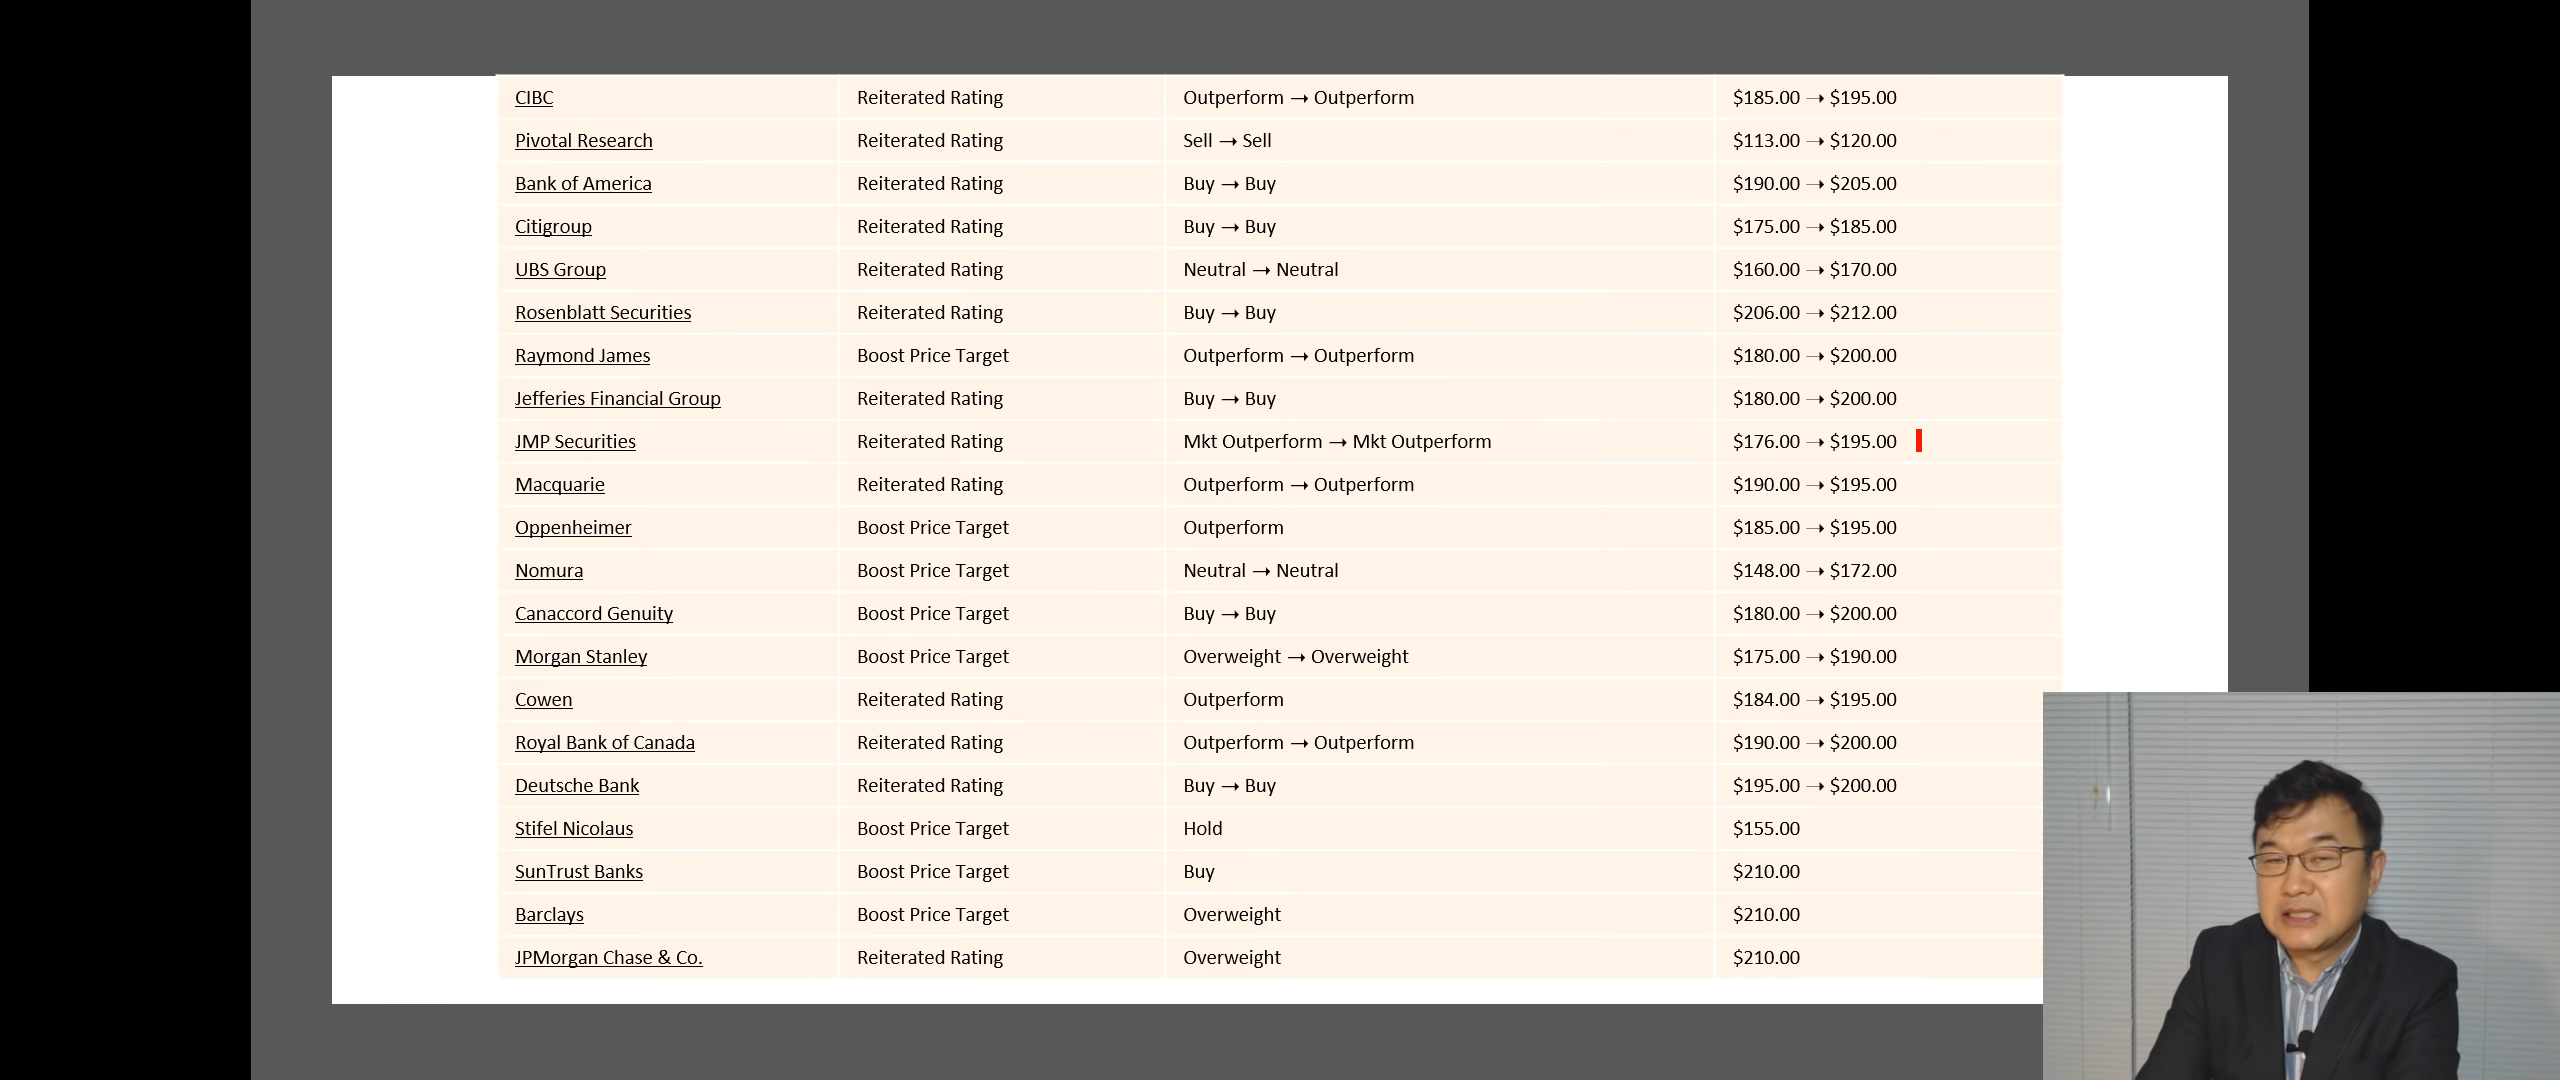 CIBC Reiterated Rating Outperform → Outperform $185.00 → $195.00
Pivotal Research Reiterated Rating Sell → Sell $113.00 → $120.00
Bank of America Reiterated Rating Buy → Buy $190.00 → $205.00
Citigroup Reiterated Rating Buy → Buy $175.00 → $185.00
UBS Group Reiterated Rating Neutral → Neutral $160.00 → $170.00
Rosenblatt Securities Reiterated Rating Buy → Buy $206.00 → $212.00
Raymond James Boost Price Target Outperform → Outperform $180.00 → $200.00
Jefferies Financial Group Reiterated Rating Buy → Buy $180.00 → $200.00
JMP Securities Reiterated Rating Mkt Outperform → Mkt Outperform $176.00 → $195.00
Macquarie Reiterated Rating Outperform → Outperform $190.00 → $195.00
Oppenheimer Boost Price Target Outperform $185.00 → $195.00
Nomura Boost Price Target Neutral → Neutral $148.00 → $172.00
Canaccord Genuity Boost Price Target Buy → Buy $180.00 → $200.00
Morgan Stanley Boost Price Target Overweight → Overweight $175.00 → $190.00
Cowen Reiterated Rating Outperform $184.00 → $195.00
Royal Bank of Canada Reiterated Rating Outperform → Outperform $190.00 → $200.00
Deutsche Bank Reiterated Rating Buy → Buy $195.00 → $200.00
Stifel Nicolaus Boost Price Target Hold $155.00
SunTrust Banks Boost Price Target Buy $210.00
Barclays Boost Price Target Overweight $210.00
JPMorgan Chase & Co. Reiterated Rating Overweight $210.00